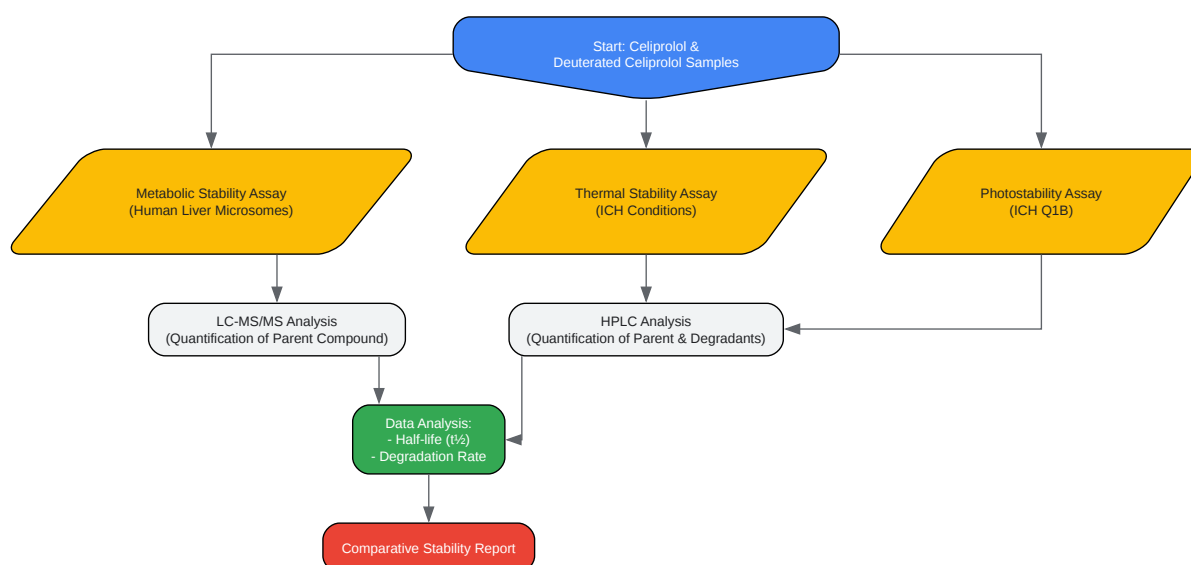 Start: Celiprolol &
Deuterated Celiprolol Samples
Metabolic Stability Assay
(Human Liver Microsomes)
Thermal Stability Assay
(ICH Conditions)
Photostability Assay
(ICH Q1B)
LC-MS/MS Analysis
(Quantification of Parent Compound)
HPLC Analysis
(Quantification of Parent & Degradants)
Data Analysis:
- Half-life (t½)
- Degradation Rate
Comparative Stability Report